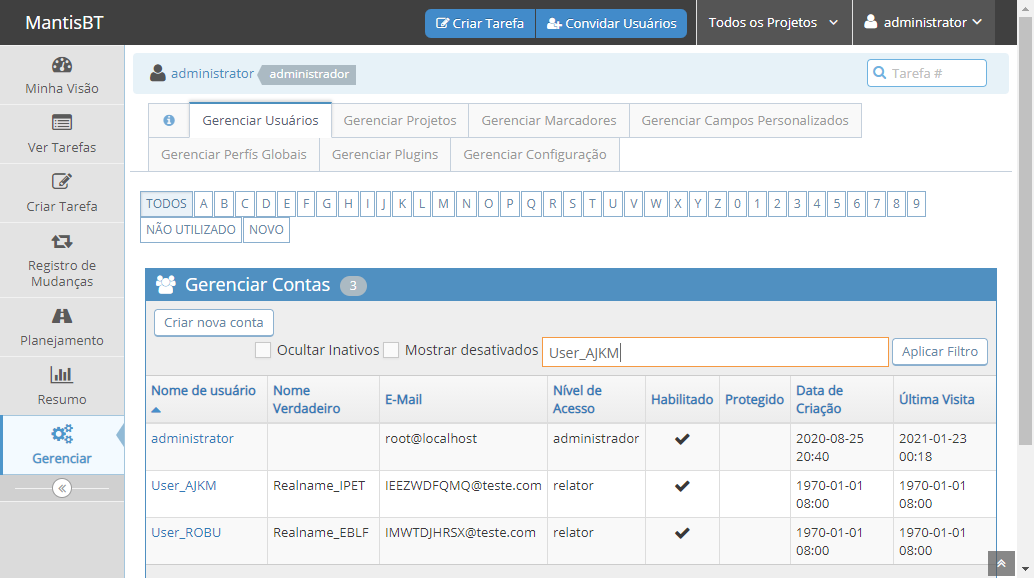 MantisBT
Criar Tarefa Convidar Usuários Todos os Projetos administrator
Minha Visão
Ver Tarefas
Criar Tarefa
Registro de
Mudanças
Planejamento
Resumo
Gerenciar
administrator administrador Tarefa #
Gerenciar Usuários Gerenciar Projetos Gerenciar Marcadores Gerenciar Campos Personalizados
Gerenciar Perfís Globais Gerenciar Plugins Gerenciar Configuração
TODOS A B C D E F G H I J K L M N O P Q R S T U V W X Y Z 0 1 2 3 4 5 6 7 8 9
NÃO UTILIZADO NOVO
Gerenciar Contas 3
Criar nova conta
Ocultar Inativos Mostrar desativados User_AJKM Aplicar Filtro
Nome de usuário Nome Verdadeiro E-Mail Nível de Acesso Habilitado Protegido Data de Criação Última Visita
administrator root@localhost administrador 2020-08-25 20:40 2021-01-23 00:18
User_AJKM Realname_IPET IEEZWDFQMQ@teste.com relator 1970-01-01 08:00 1970-01-01 08:00
User_ROBU Realname_EBLF IMWTDJHRSX@teste.com relator 1970-01-01 08:00 1970-01-01 08:00